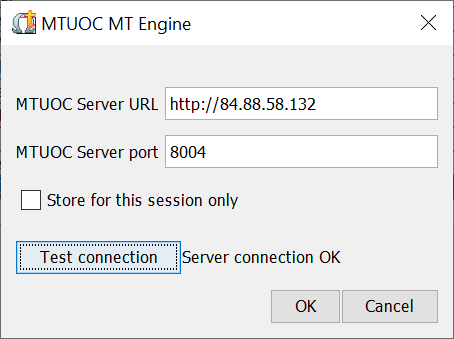 MTUOC MT Engine
MTUOC Server URL http://84.88.58.132
MTUOC Server port 8004
Store for this session only
Test connection Server connection OK
OK Cancel